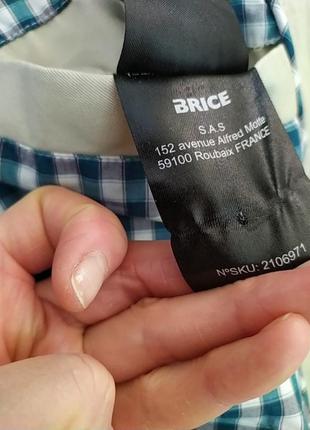 BRICE
S.A.S
152 avenue Alfred Motte
59100 Roubaix FRANCE
N°SKU: 2106971